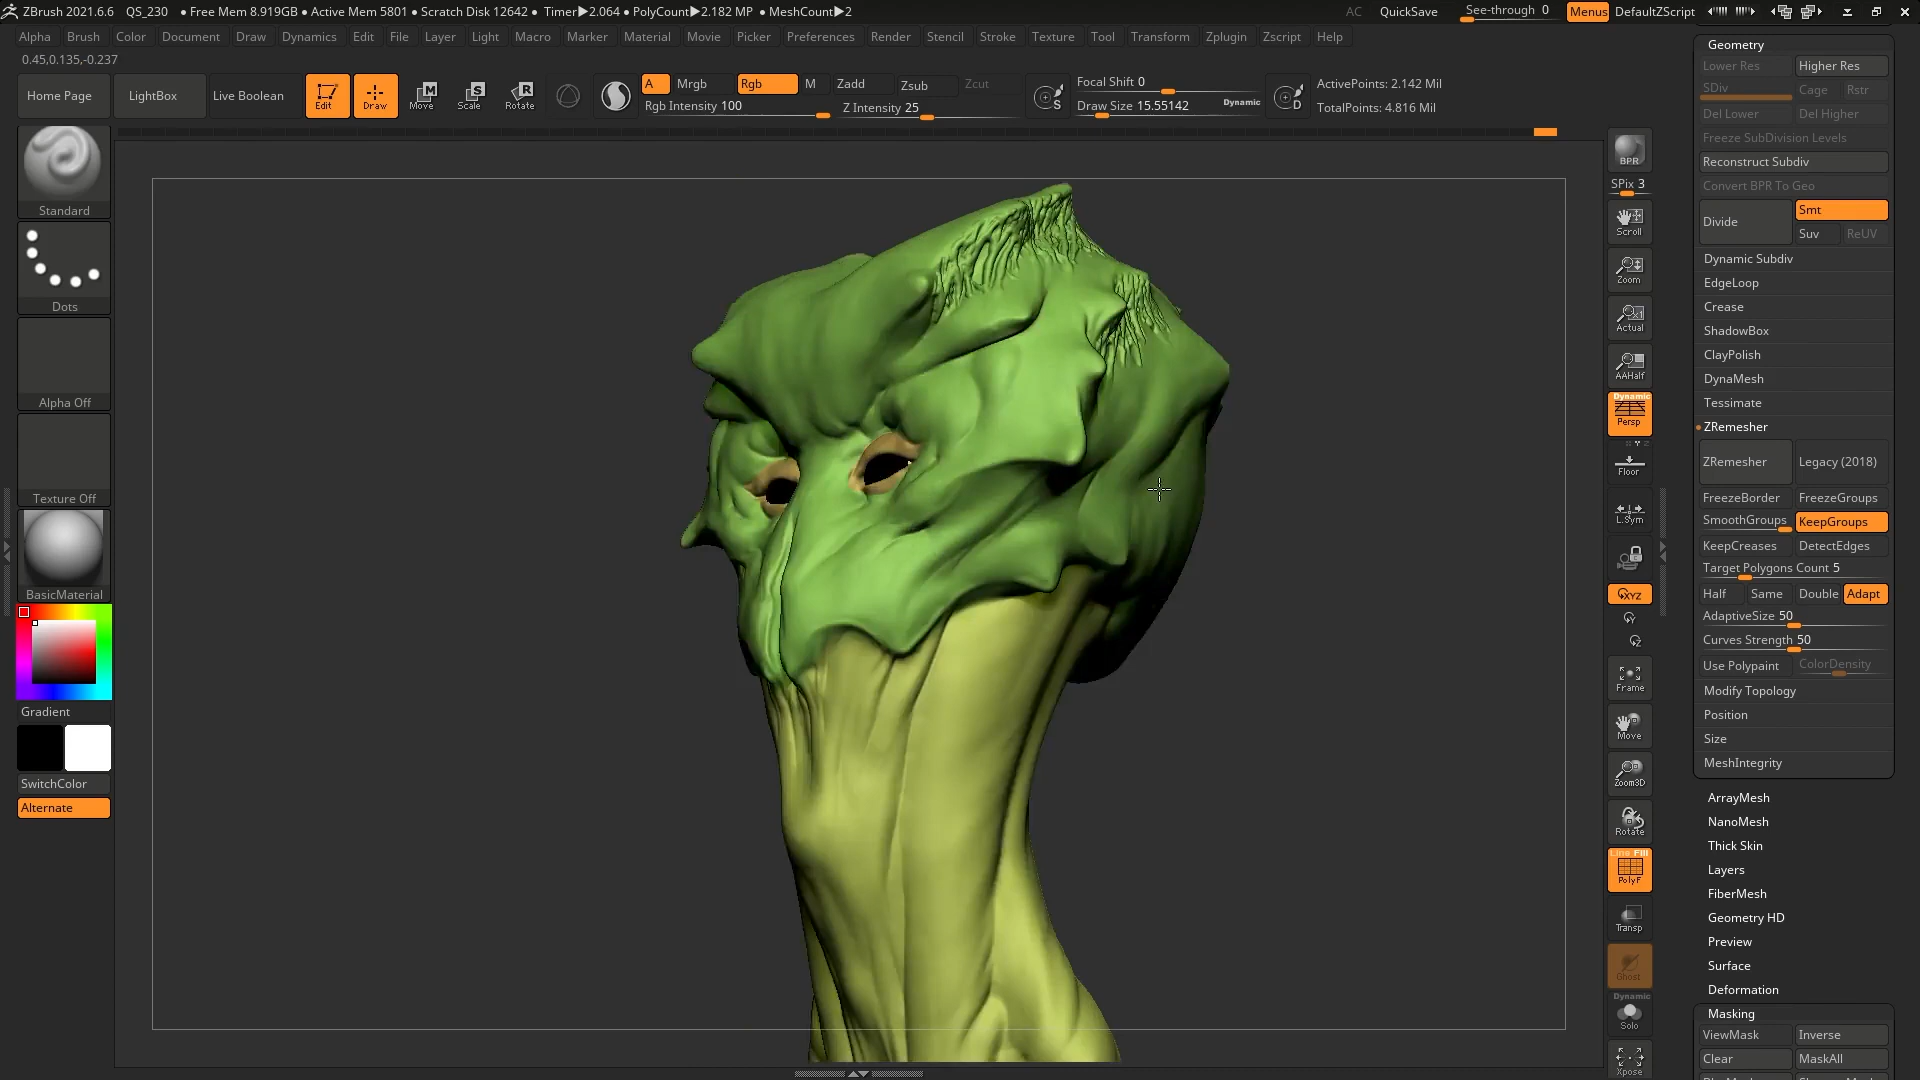 ZBrush 2021.6.6 QS_230 ● Free Mem 8.919GB ● Active Mem 5801 ● Scratch Disk 12642 ● Timer▶2.064 ● PolyCount▶2.182 MP ● MeshCount▶2 AC QuickSave See-through 0 Menus DefaultZScript
Alpha Brush Color Document Draw Dynamics Edit File Layer Light Macro Marker Material Movie Picker Preferences Render Stencil Stroke Texture Tool Transform Zplugin Zscript Help
0.45,0.135,-0.237
Home Page LightBox Live Boolean Edit Draw Move Scale Rotate
M S R
A Mrgb Rgb M Zadd Zsub Zcut
Rgb Intensity 100 Z Intensity 25
S Focal Shift 0
Draw Size 15.55142 Dynamic
D ActivePoints: 2.142 Mil
TotalPoints: 4.816 Mil
Standard
Dots
Alpha Off
Texture Off
BasicMaterial
Gradient
SwitchColor
Alternate
BPR
SPix 3
Scroll
Zoom
Actual
AAHalf
Dynamic
Persp
Floor
L.Sym
XYZ
Y
Z
Frame
Move
Zoom3D
Rotate
Line Fill
PolyF
Transp
Ghost
Dynamic
Solo
Xpose
Geometry
Lower Res Higher Res
SDiv Cage Rstr
Del Lower Del Higher
Freeze SubDivision Levels
Reconstruct Subdiv
Convert BPR To Geo
Divide Smt
Suv ReUV
Dynamic Subdiv
EdgeLoop
Crease
ShadowBox
ClayPolish
DynaMesh
Tessimate
ZRemesher
ZRemesher Legacy (2018)
FreezeBorder FreezeGroups
SmoothGroups KeepGroups
KeepCreases DetectEdges
Target Polygons Count 5
Half Same Double Adapt
AdaptiveSize 50
Curves Strength 50
Use Polypaint ColorDensity
Modify Topology
Position
Size
MeshIntegrity
ArrayMesh
NanoMesh
Thick Skin
Layers
FiberMesh
Geometry HD
Preview
Surface
Deformation
Masking
ViewMask Inverse
Clear MaskAll